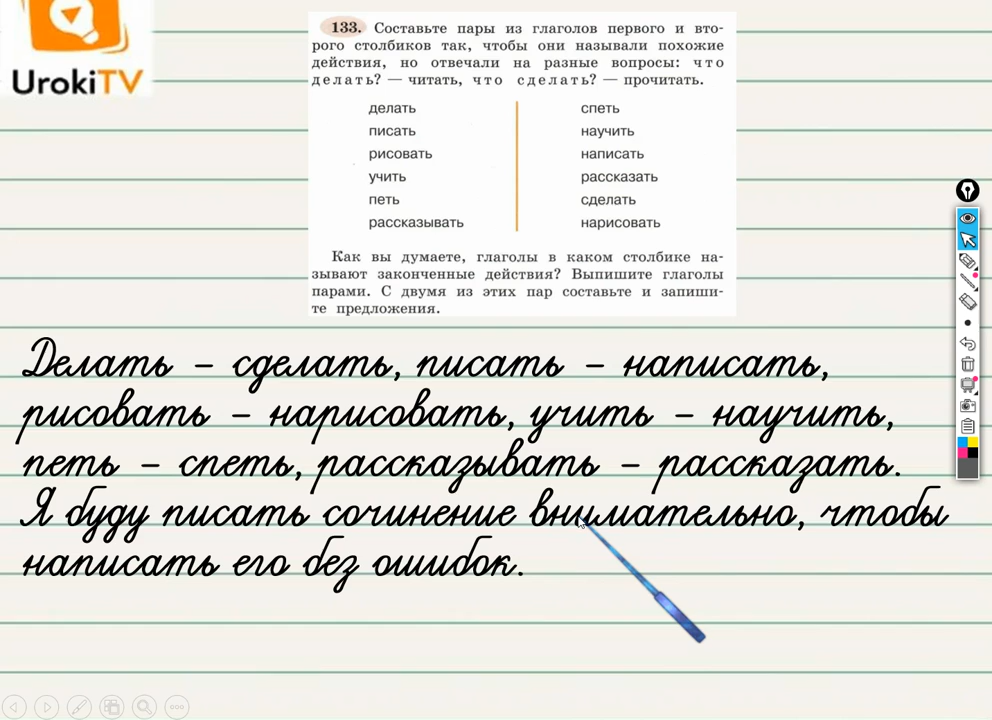 UrokiTV
133. Составьте пары из глаголов первого и вто-
рого столбиков так, чтобы они называли похожие
действия, но отвечали на разные вопросы: что
делать? — читать, что сделать? — прочитать.
делать спеть
писать научить
рисовать написать
учить рассказать
петь сделать
рассказывать нарисовать
Как вы думаете, глаголы в каком столбике на-
зывают законченные действия? Выпишите глаголы
парами. С двумя из этих пар составьте и запиши-
те предложения.
Делать – сделать, писать – написать,
рисовать – нарисовать, учить – научить,
петь – спеть, рассказывать – рассказать.
Я буду писать сочинение внимательно, чтобы
написать его без ошибок.